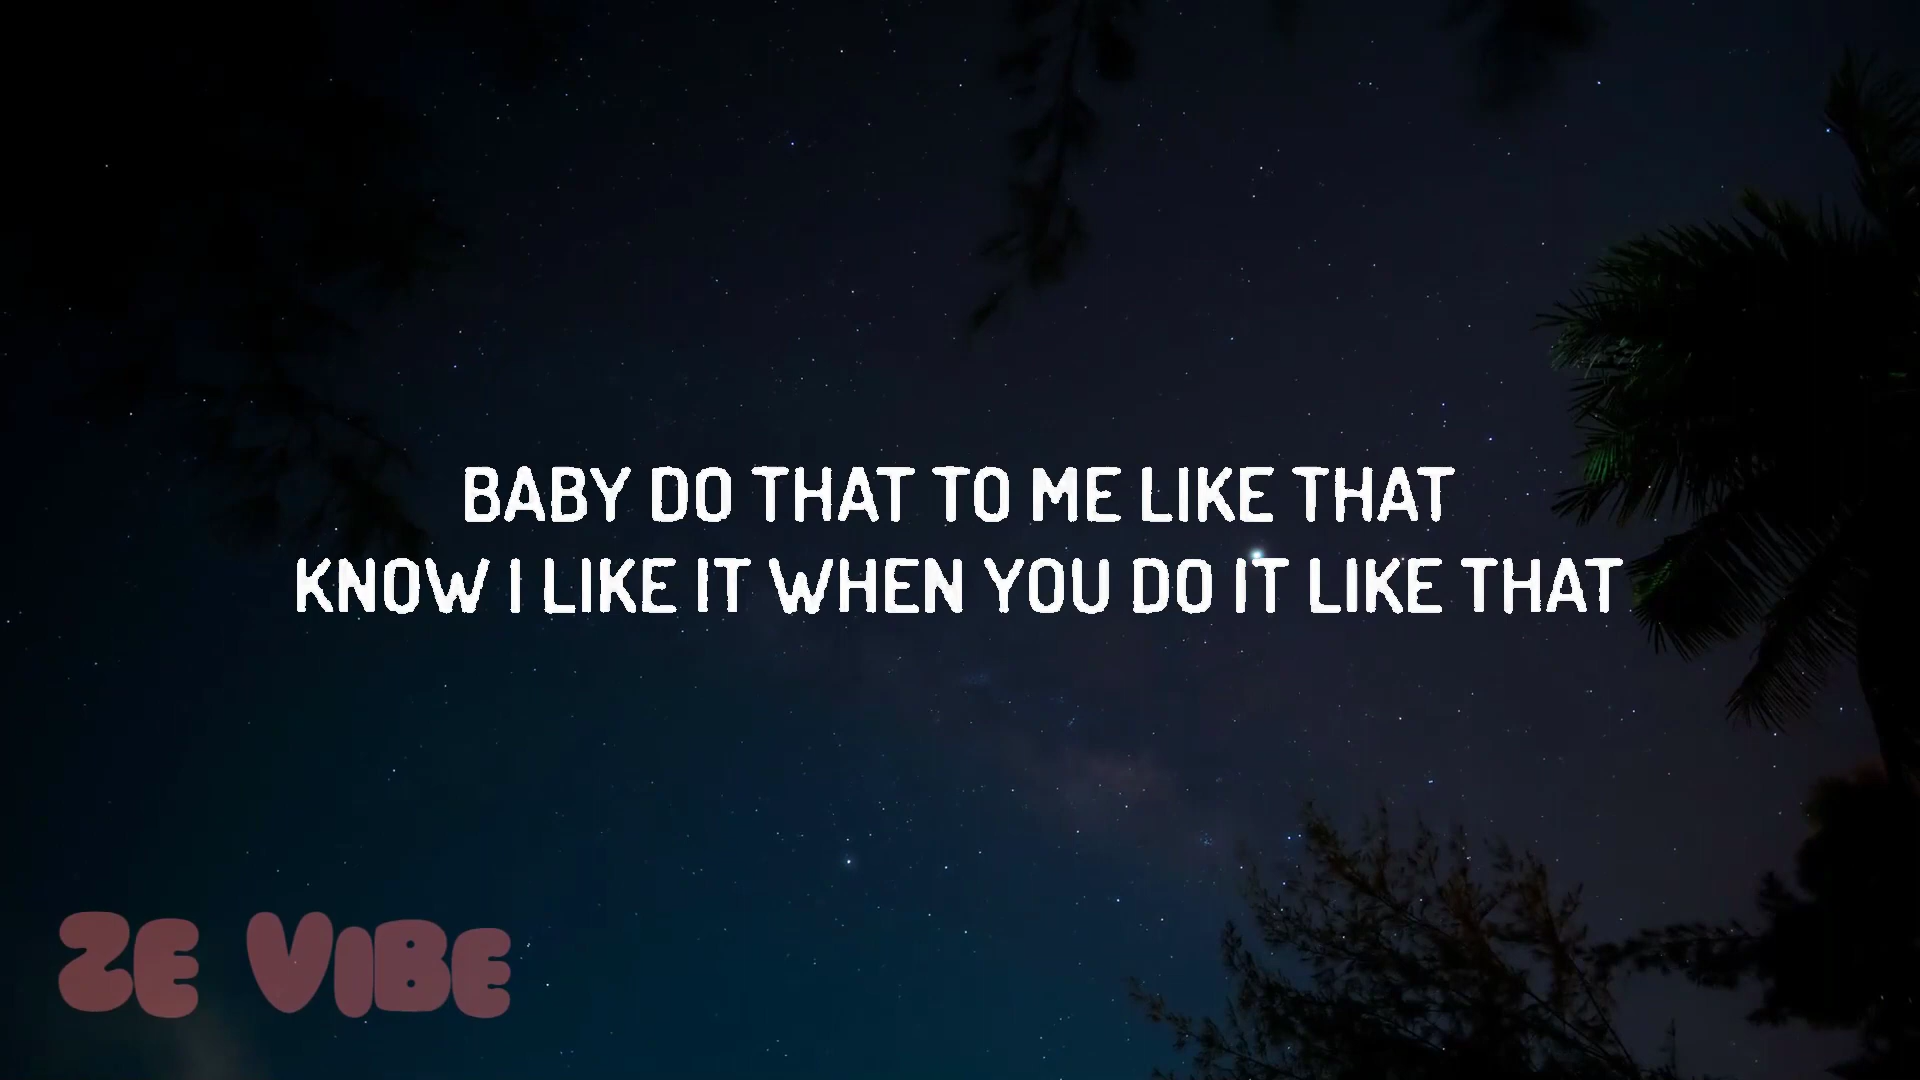 BABY DO THAT TO ME LIKE THAT
KNOW I LIKE IT WHEN YOU DO IT LIKE THAT
ZE VIBE